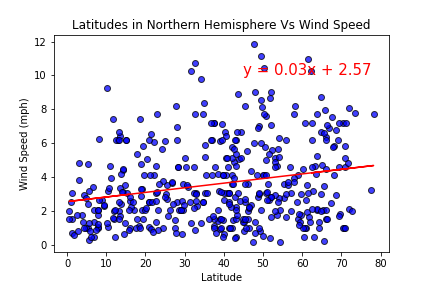 Latitudes in Northern Hemisphere Vs Wind Speed
12
10
8
6
4
2
0
Wind Speed (mph)
y = 0.03x + 2.57
0 10 20 30 40 50 60 70 80
Latitude